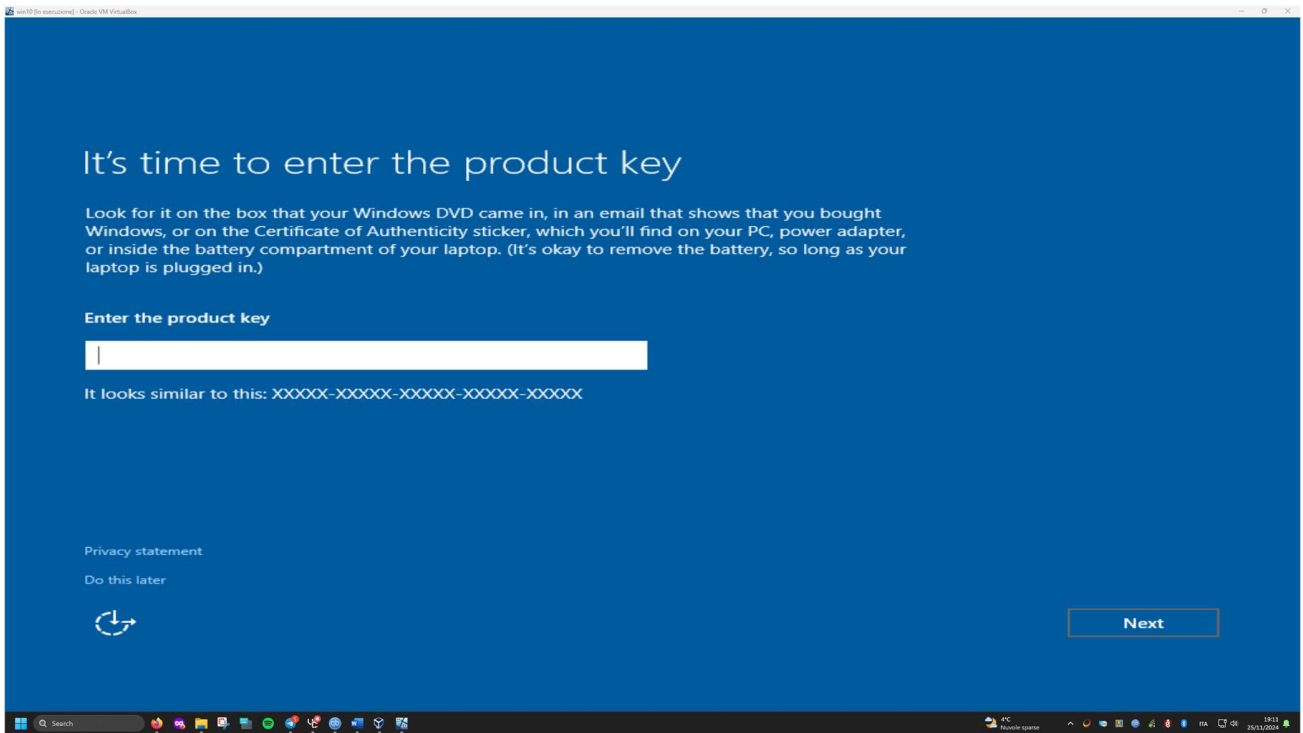 win10 [In esecuzione] - Oracle VM VirtualBox
It's time to enter the product key
Look for it on the box that your Windows DVD came in, in an email that shows that you bought
Windows, or on the Certificate of Authenticity sticker, which you'll find on your PC, power adapter,
or inside the battery compartment of your laptop. (It's okay to remove the battery, so long as your
laptop is plugged in.)
Enter the product key
It looks similar to this: XXXXX-XXXXX-XXXXX-XXXXX-XXXXX
Privacy statement
Do this later
Next
Search
4°C
Nuvole sparse
ITA
19:11
25/11/2024